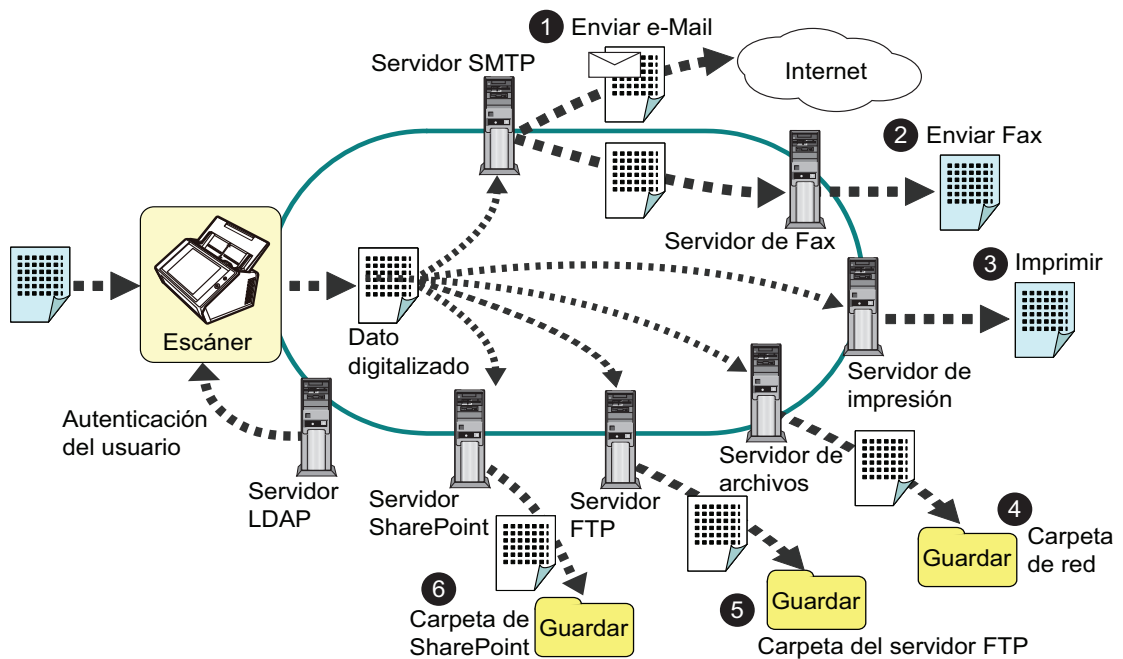 1 Enviar e-Mail
Servidor SMTP
Internet
2 Enviar Fax
Servidor de Fax
3 Imprimir
Escáner
Dato
digitalizado
Servidor de
impresión
Autenticación
del usuario
Servidor
LDAP
Servidor
SharePoint
Servidor
FTP
Servidor de
archivos
4 Carpeta
de red
Guardar
5 Guardar
Carpeta del servidor FTP
6
Carpeta de
SharePoint
Guardar